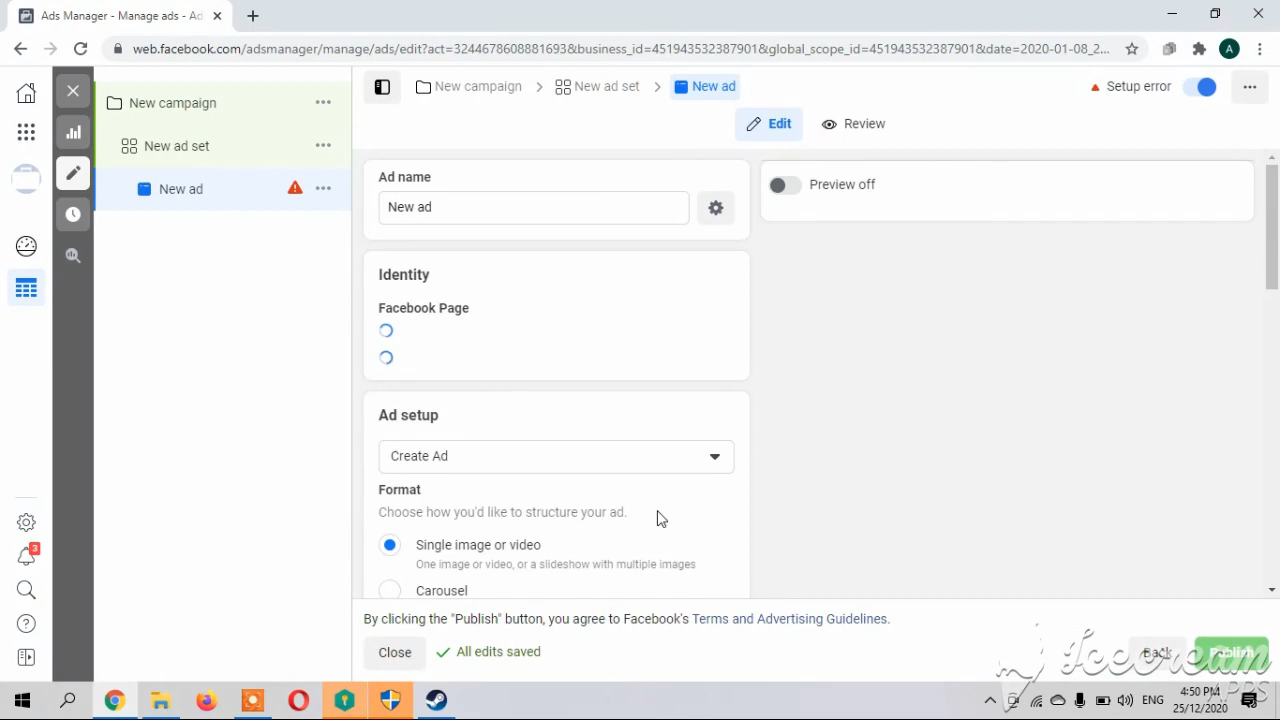 Ads Manager - Manage ads - Ad
web.facebook.com/adsmanager/manage/ads/edit?act=324467860881693&business_id=451943532387901&global_scope_id=451943532387901&date=2020-01-08_2...
A
New campaign
New ad set
New ad
New campaign
New ad set
New ad
Setup error
Edit
Review
Ad name
New ad
Preview off
Identity
Facebook Page
Ad setup
Create Ad
Format
Choose how you'd like to structure your ad.
Single image or video
One image or video, or a slideshow with multiple images
Carousel
3
By clicking the "Publish" button, you agree to Facebook's Terms and Advertising Guidelines.
Close
All edits saved
Back
Publish
Icecream
APPS
ENG
4:50 PM
25/12/2020